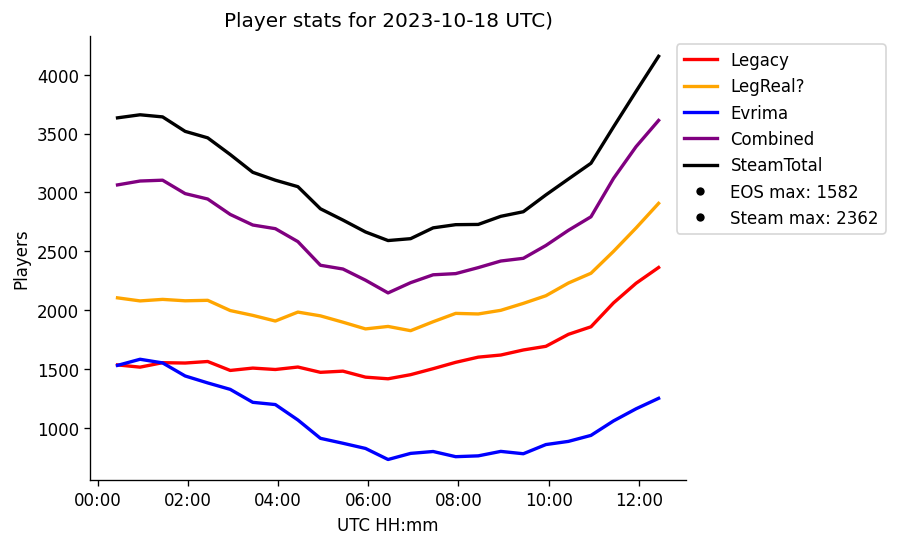 Player stats for 2023-10-18 UTC)
Legacy
LegReal?
Evrima
Combined
SteamTotal
EOS max: 1582
Steam max: 2362
Players
4000
3500
3000
2500
2000
1500
1000
00:00 02:00 04:00 06:00 08:00 10:00 12:00
UTC HH:mm